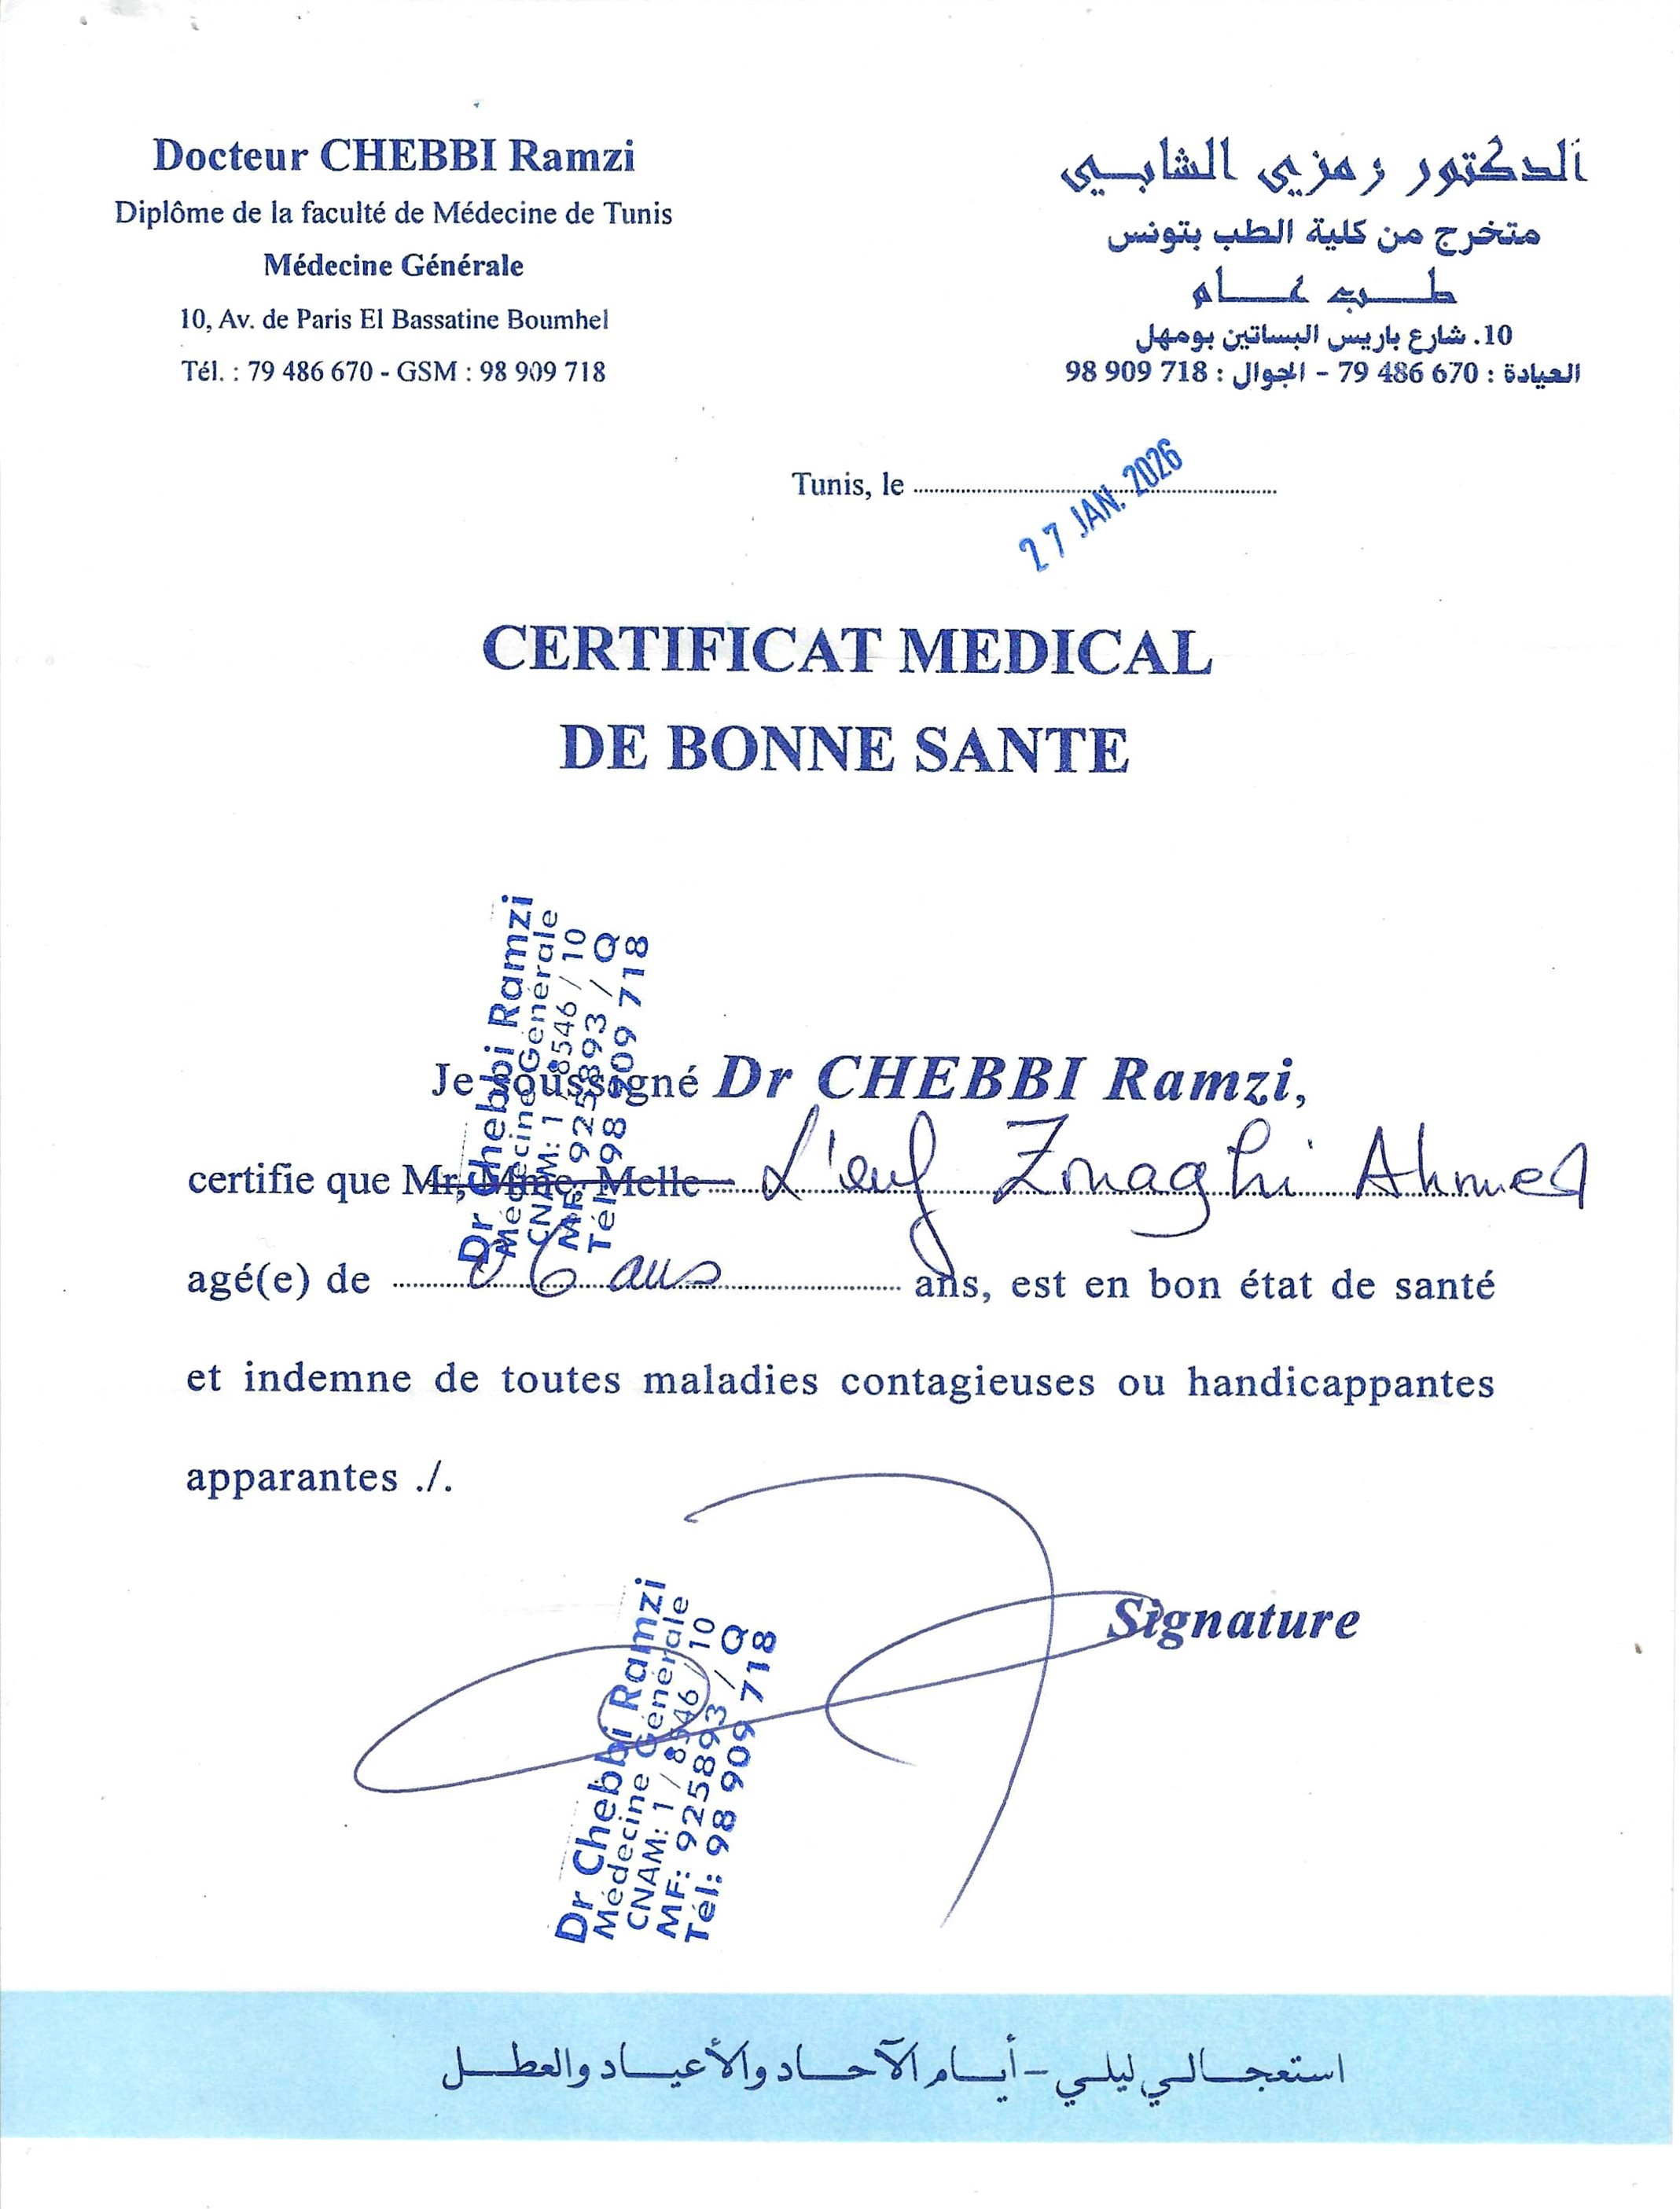 Docteur CHEBBI Ramzi
Diplôme de la faculté de Médecine de Tunis
Médecine Générale
10, Av. de Paris El Bassatine Boumhel
Tél. : 79 486 670 - GSM : 98 909 718
الدكتور رمزي الشابي
متخرج من كلية الطب بتونس
طب عام
10. شارع باريس البساتين بومهل
العيادة : 670 486 79 - الجوال : 718 909 98
Tunis, le 27 JAN. 2026
CERTIFICAT MEDICAL
DE BONNE SANTE
Dr Chebbi Ramzi
Médecine Générale
CNAM: 1 / 8546 / 10
MF: 925893 / Q
Tél: 98 909 718
Je soussigné Dr CHEBBI Ramzi,
certifie que Mr, Mme, Melle L'enf Zouaghi Ahmed
agé(e) de 06 ans ans, est en bon état de santé
et indemne de toutes maladies contagieuses ou handicappantes
apparantes ./.
Signature
Dr Chebbi Ramzi
Médecine Générale
CNAM: 1 / 8546 / 10
MF: 925893 / Q
Tél: 98 909 718
استعجالي ليلي - أيام الآحاد والأعياد والعطل